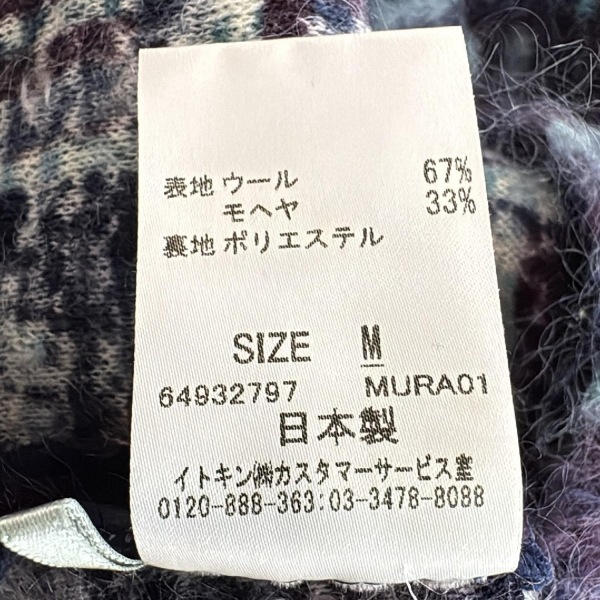 表地 ウール 67%
モヘヤ 33%
裏地 ポリエステル
SIZE M
64932797 MURA01
日本製
イトキン㈱カスタマーサービス室
0120-888-363:03-3478-8088